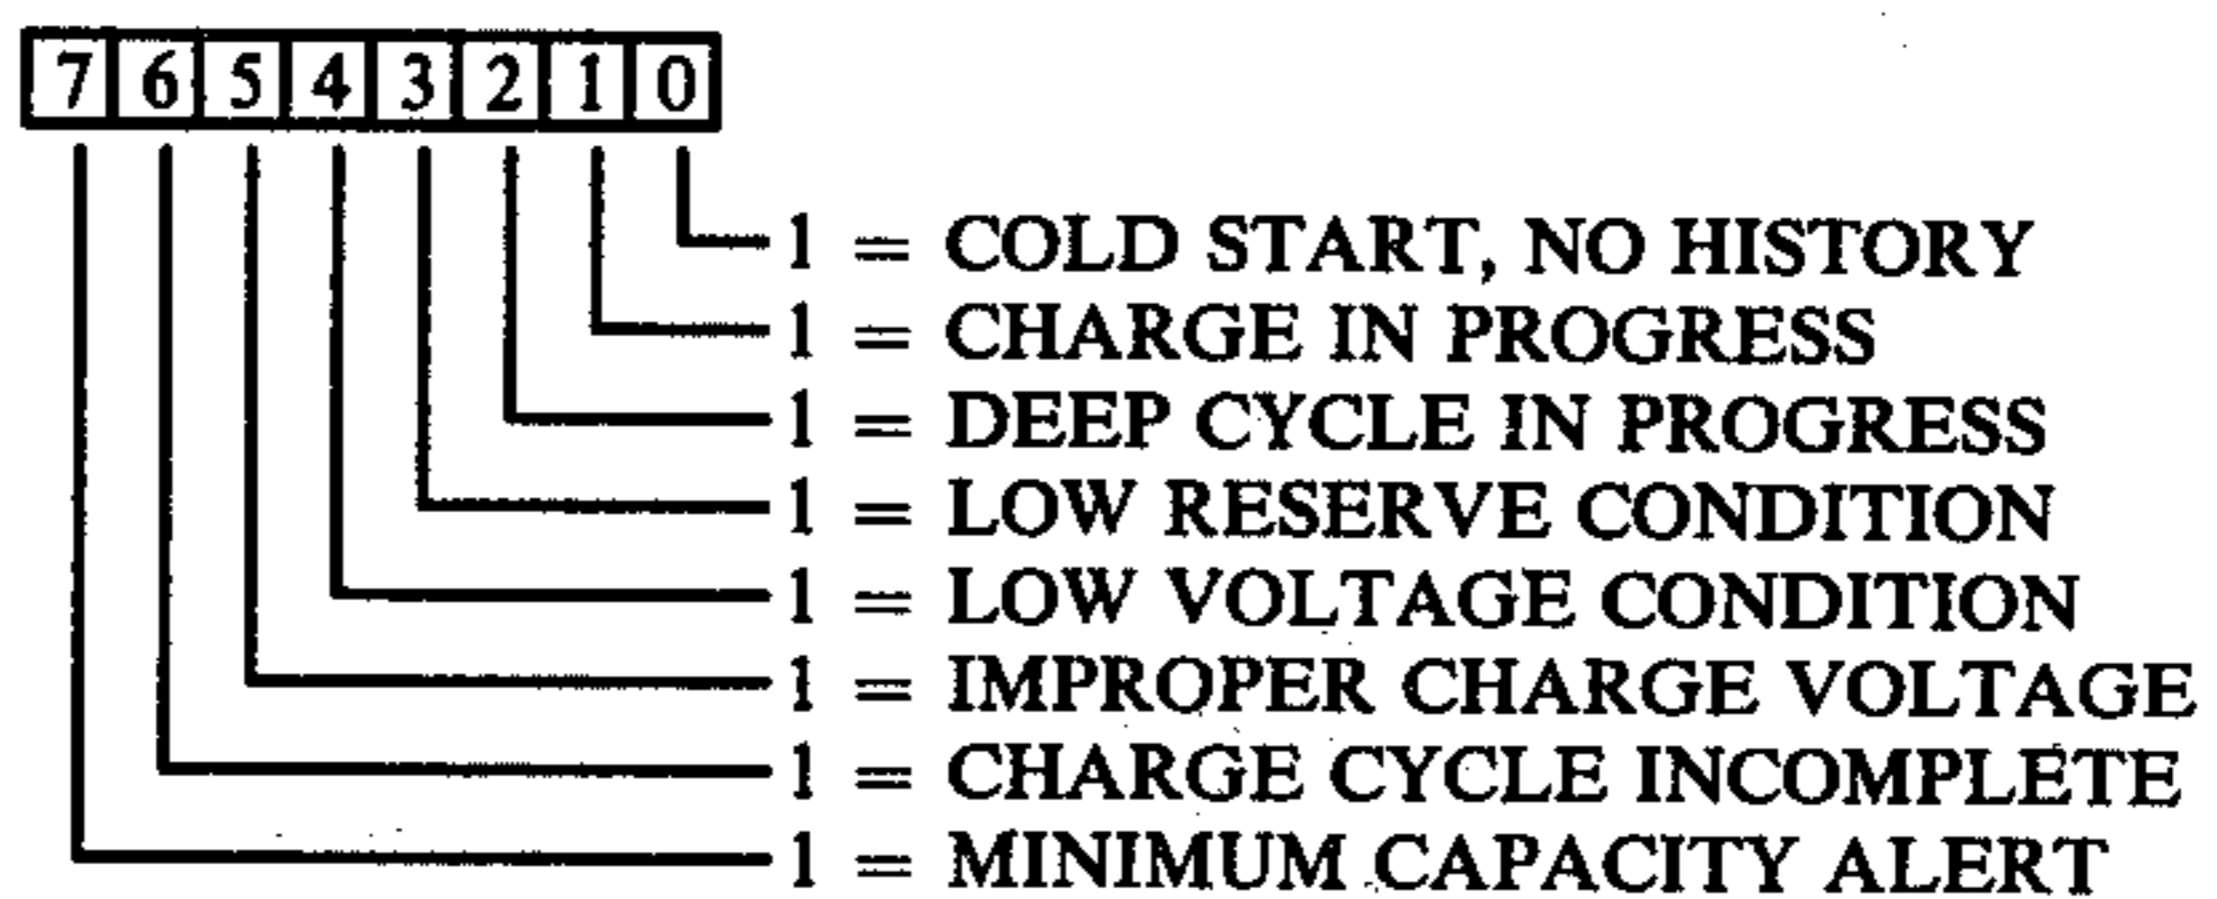 7 6 5 4 3 2 1 0
1 = COLD START, NO HISTORY
1 = CHARGE IN PROGRESS
1 = DEEP CYCLE IN PROGRESS
1 = LOW RESERVE CONDITION
1 = LOW VOLTAGE CONDITION
1 = IMPROPER CHARGE VOLTAGE
1 = CHARGE CYCLE INCOMPLETE
1 = MINIMUM CAPACITY ALERT